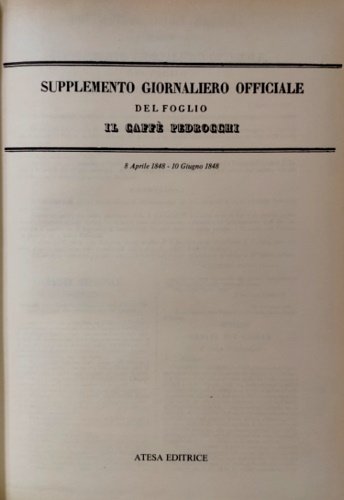 SUPPLEMENTO GIORNALIERO OFFICIALE
DEL FOGLIO
IL CAFFÈ PEDROCCHI
8 Aprile 1848 - 10 Giugno 1848
ATESA EDITRICE